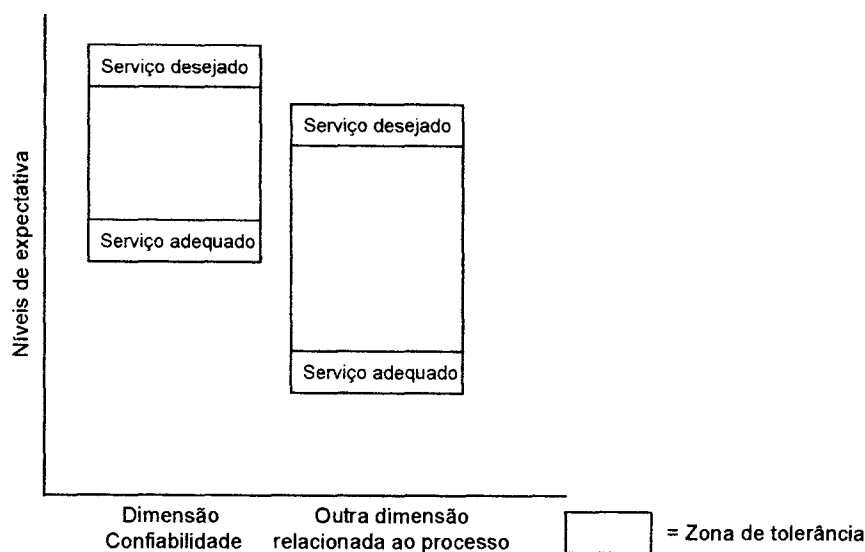 Serviço desejado
Serviço desejado
Serviço adequado
Serviço adequado
Níveis de expectativa
Dimensão
Confiabilidade
Outra dimensão
relacionada ao processo
= Zona de tolerância